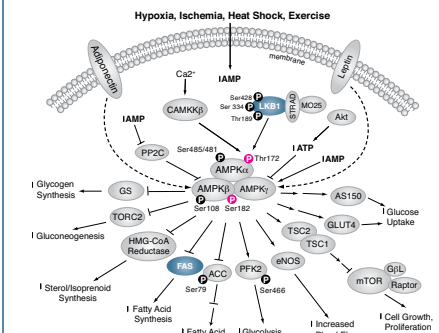 Hypoxia, Ischemia, Heat Shock, Exercise
membrane
Adiponectin
Leptin
Ca2+
IAMP
CAMKKβ
Ser428 P
Ser 334 P
Thr189 P
LKB1
STRAD
MO25
Akt
IAMP
PP2C
Ser485/481 P
P Thr172
I ATP
IAMP
AMPKα
AMPKβ
AMPKγ
P
Ser108
P
Ser182
I Glycogen
Synthesis
GS
TORC2
I Gluconeogenesis
HMG-CoA
Reductase
I Sterol/Isoprenoid
Synthesis
FAS
I Fatty Acid
Synthesis
ACC
P
Ser79
I Fatty Acid
PFK2
P
Ser466
I Glycolysis
eNOS
I Increased
TSC2
TSC1
AS150
GLUT4
I Glucose
Uptake
mTOR
GβL
Raptor
I Cell Growth,
Proliferation